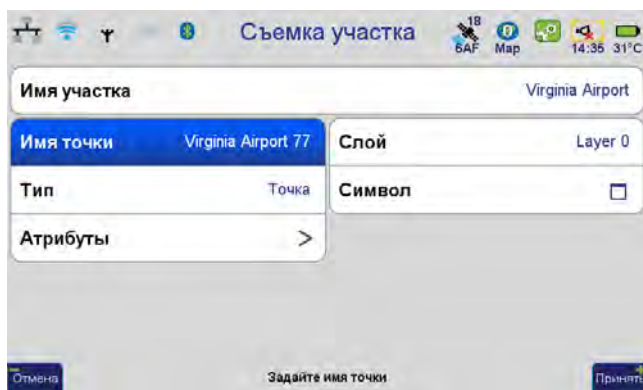 Съемка участка
18
6AF Map 14:35 31°C
Имя участка Virginia Airport
Имя точки Virginia Airport 77 Слой Layer 0
Тип Точка Символ
Атрибуты >
Отмена Задайте имя точки Принять